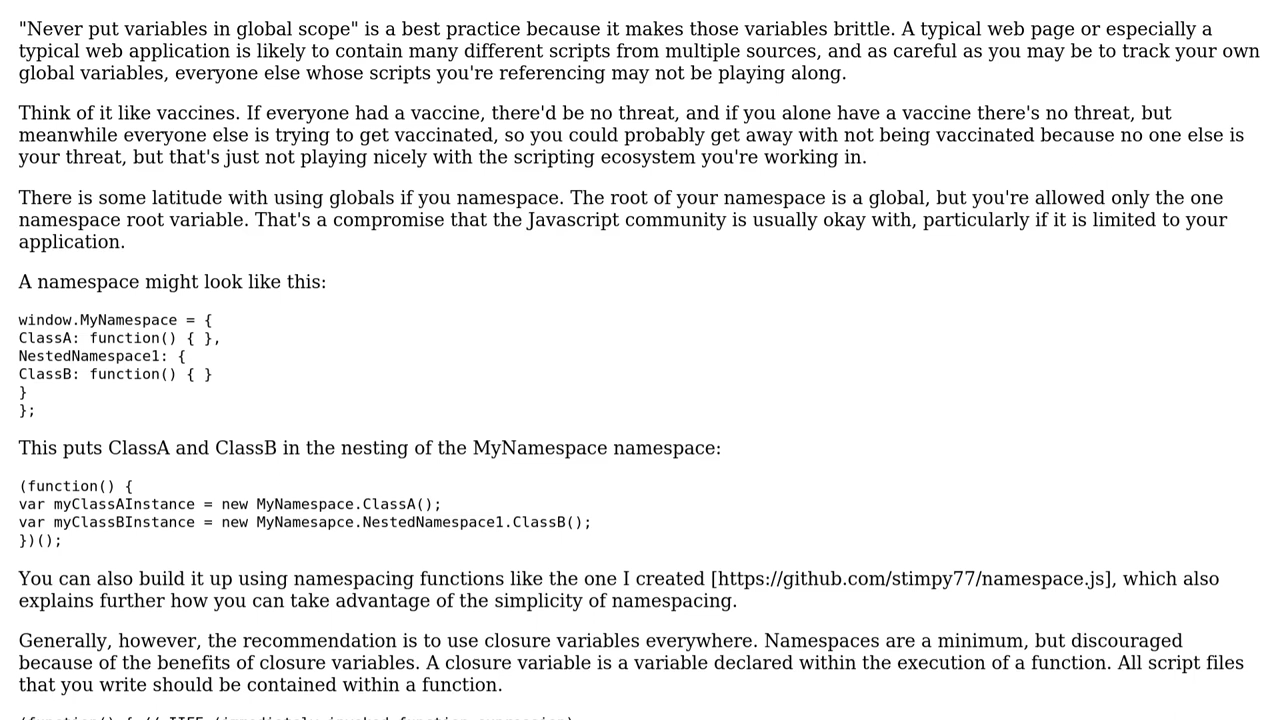 "Never put variables in global scope" is a best practice because it makes those variables brittle. A typical web page or especially a
typical web application is likely to contain many different scripts from multiple sources, and as careful as you may be to track your own
global variables, everyone else whose scripts you're referencing may not be playing along.
Think of it like vaccines. If everyone had a vaccine, there'd be no threat, and if you alone have a vaccine there's no threat, but
meanwhile everyone else is trying to get vaccinated, so you could probably get away with not being vaccinated because no one else is
your threat, but that's just not playing nicely with the scripting ecosystem you're working in.
There is some latitude with using globals if you namespace. The root of your namespace is a global, but you're allowed only the one
namespace root variable. That's a compromise that the Javascript community is usually okay with, particularly if it is limited to your
application.
A namespace might look like this:
window.MyNamespace = {
ClassA: function() { },
NestedNamespace1: {
ClassB: function() { }
}
};
This puts ClassA and ClassB in the nesting of the MyNamespace namespace:
(function() {
var myClassAInstance = new MyNamespace.ClassA();
var myClassBInstance = new MyNamesapce.NestedNamespace1.ClassB();
})();
You can also build it up using namespacing functions like the one I created [https://github.com/stimpy77/namespace.js], which also
explains further how you can take advantage of the simplicity of namespacing.
Generally, however, the recommendation is to use closure variables everywhere. Namespaces are a minimum, but discouraged
because of the benefits of closure variables. A closure variable is a variable declared within the execution of a function. All script files
that you write should be contained within a function.
(function() { // IIFE (immediately invoked function expression)